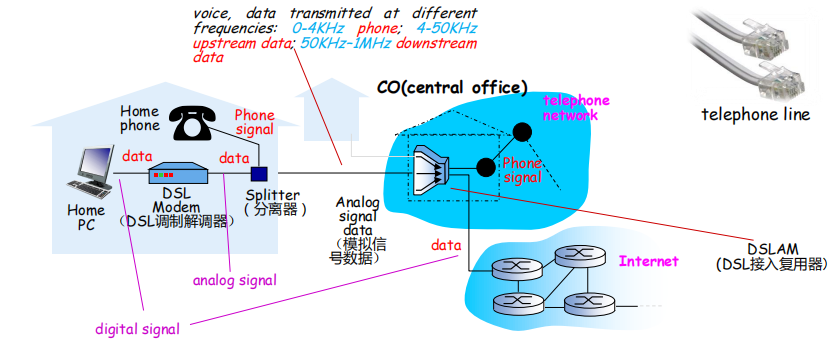 voice, data transmitted at different
frequencies: 0-4KHz phone; 4-50KHz
upstream data; 50KHz-1MHz downstream
data
CO(central office)
telephone
network
telephone line
Home
phone
Phone
signal
data
data
Phone
signal
Home
PC
DSL
Modem
（DSL调制解调器）
Splitter
（分离器）
Analog
signal
data
（模拟信
号数据）
data
DSLAM
(DSL接入复用器)
Internet
analog signal
digital signal